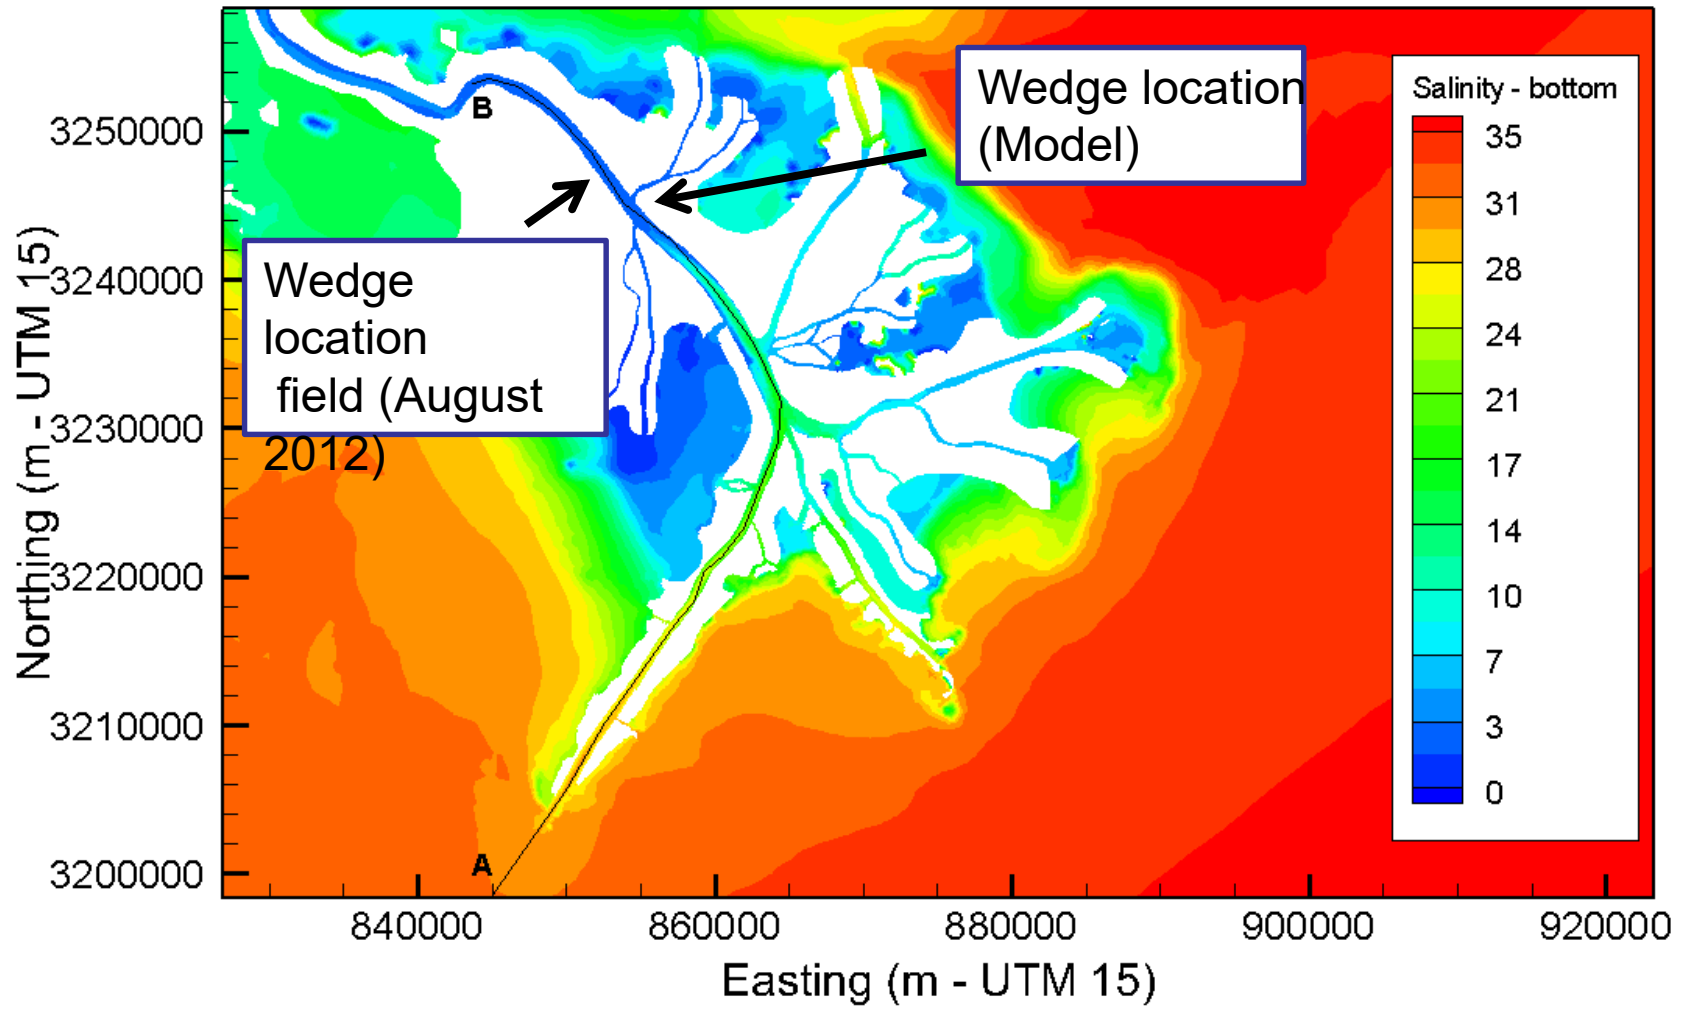 Wedge location
(Model)
Salinity - bottom
35
31
28
24
21
17
14
10
7
3
0
B
Wedge
location
field (August
2012)
A
3250000
3240000
3230000
3220000
3210000
3200000
Northing (m - UTM 15)
840000
860000
880000
900000
920000
Easting (m - UTM 15)